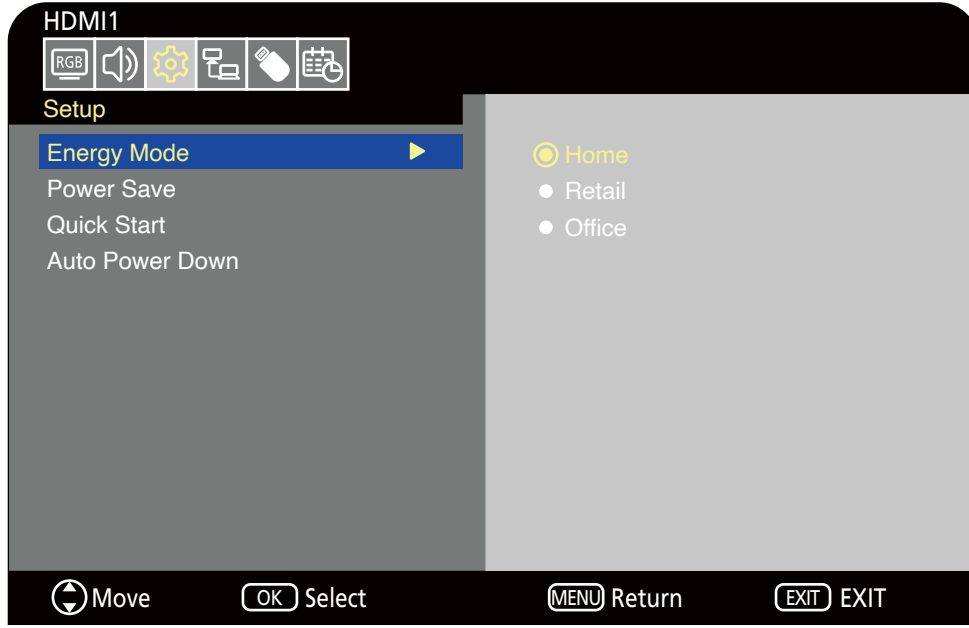 HDMI1
RGB
Setup
Energy Mode
Power Save
Quick Start
Auto Power Down
Home
Retail
Office
Move OK Select MENU Return EXIT EXIT